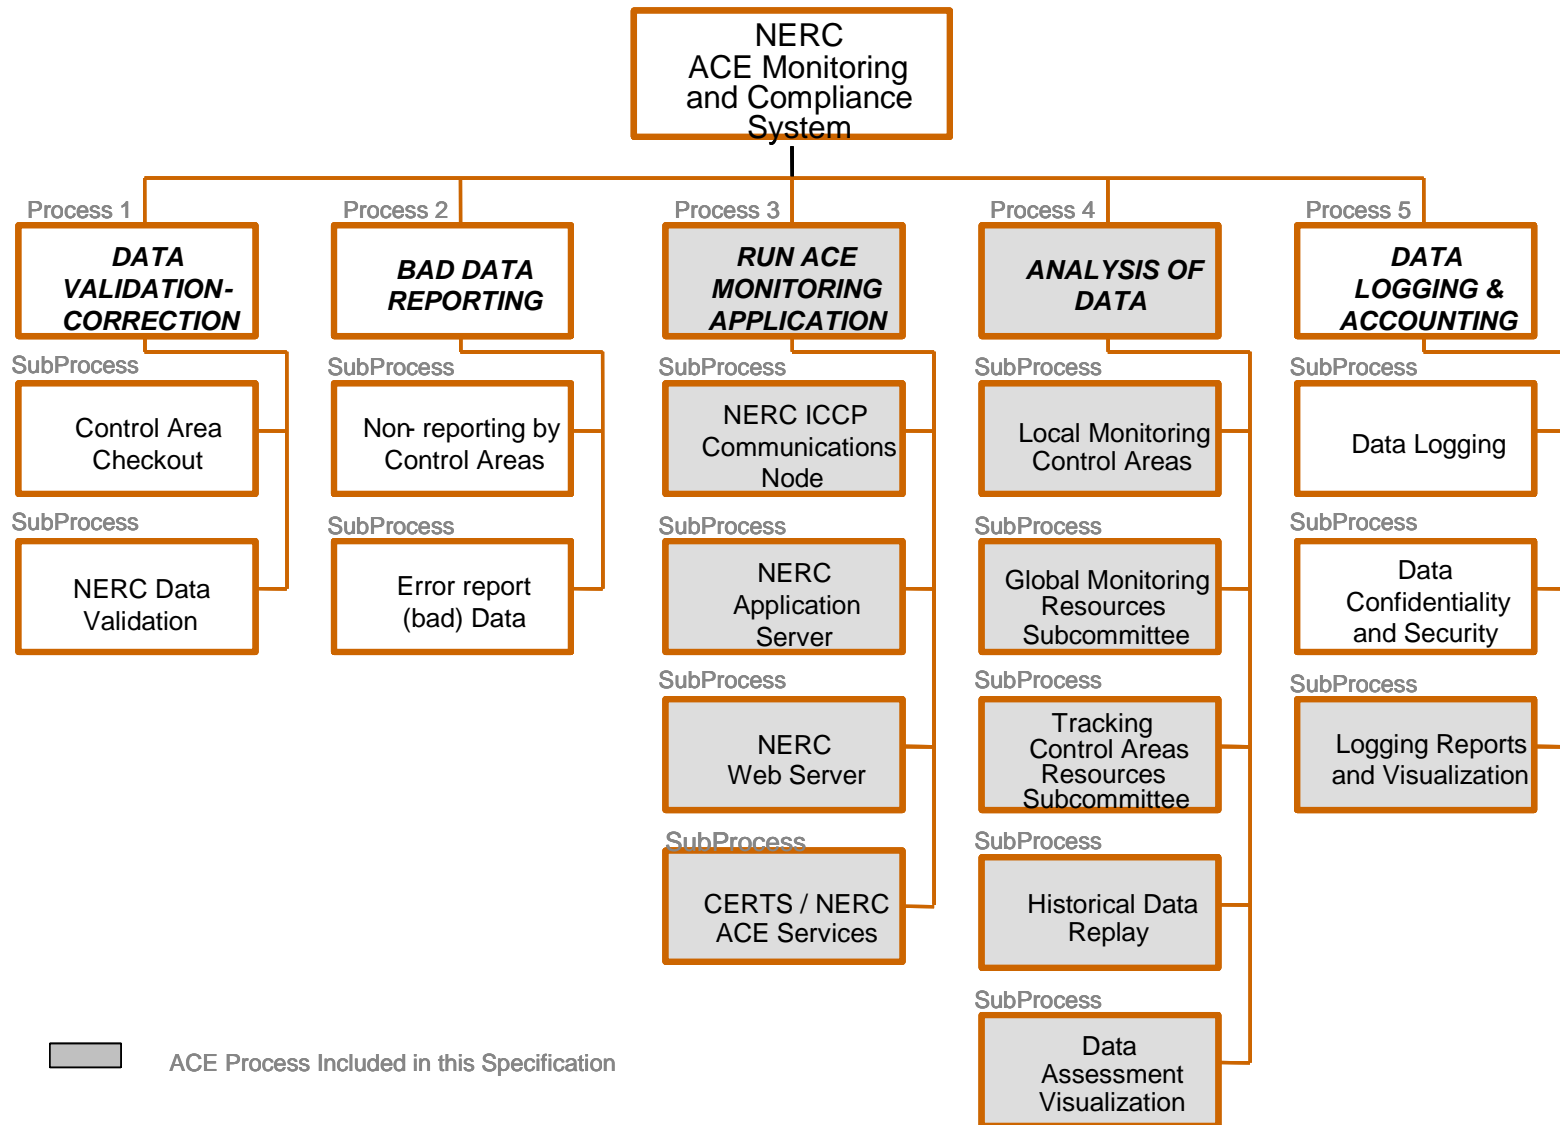 NERC
ACE Monitoring
and Compliance
System
Process 1
DATA
VALIDATION-
CORRECTION
SubProcess
Control Area
Checkout
SubProcess
NERC Data
Validation
Process 2
BAD DATA
REPORTING
SubProcess
Non- reporting by
Control Areas
SubProcess
Error report
(bad) Data
Process 3
RUN ACE
MONITORING
APPLICATION
SubProcess
NERC ICCP
Communications
Node
SubProcess
NERC
Application
Server
SubProcess
NERC
Web Server
SubProcess
CERTS / NERC
ACE Services
Process 4
ANALYSIS OF
DATA
SubProcess
Local Monitoring
Control Areas
SubProcess
Global Monitoring
Resources
Subcommittee
SubProcess
Tracking
Control Areas
Resources
Subcommittee
SubProcess
Historical Data
Replay
SubProcess
Data
Assessment
Visualization
Process 5
DATA
LOGGING &
ACCOUNTING
SubProcess
Data Logging
SubProcess
Data
Confidentiality
and Security
SubProcess
Logging Reports
and Visualization
ACE Process Included in this Specification